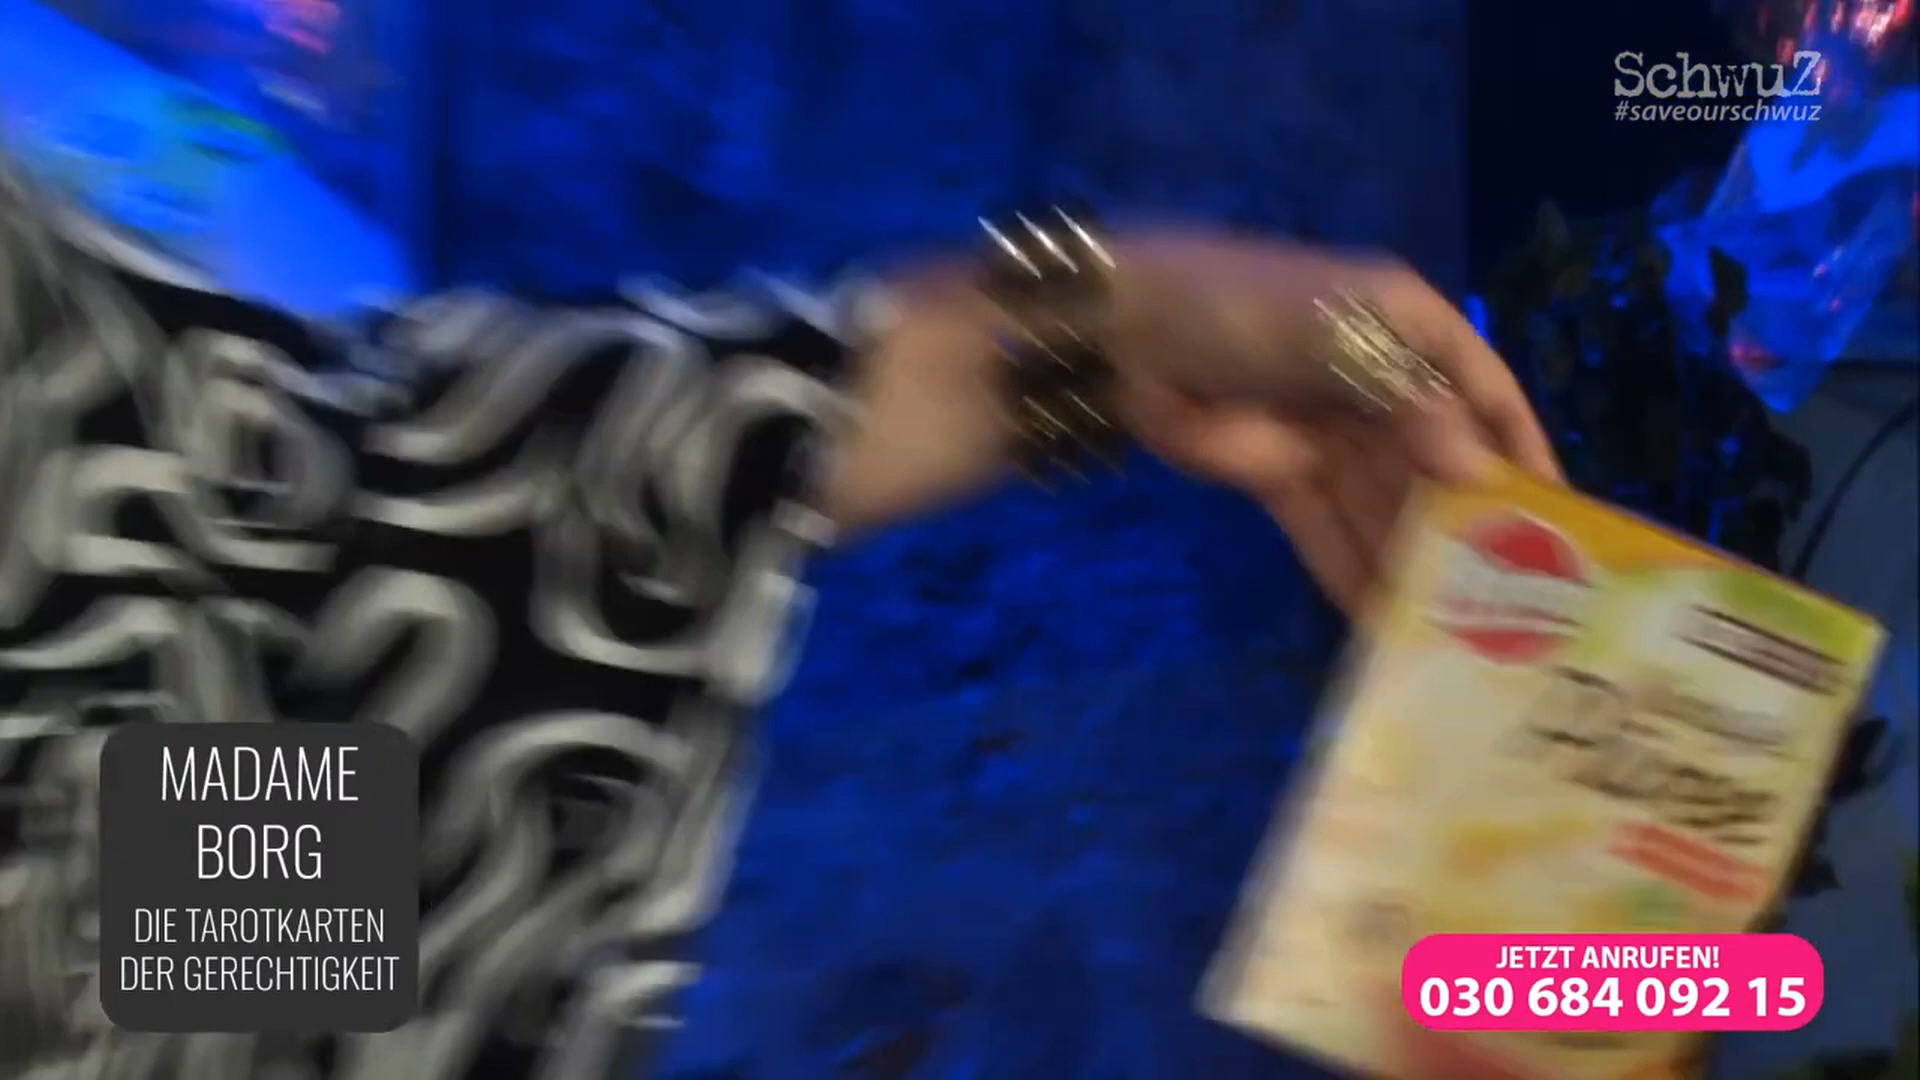 SchwuZ
#saveourschwuz
MADAME
BORG
DIE TAROTKARTEN
DER GERECHTIGKEIT
JETZT ANRUFEN!
030 684 092 15